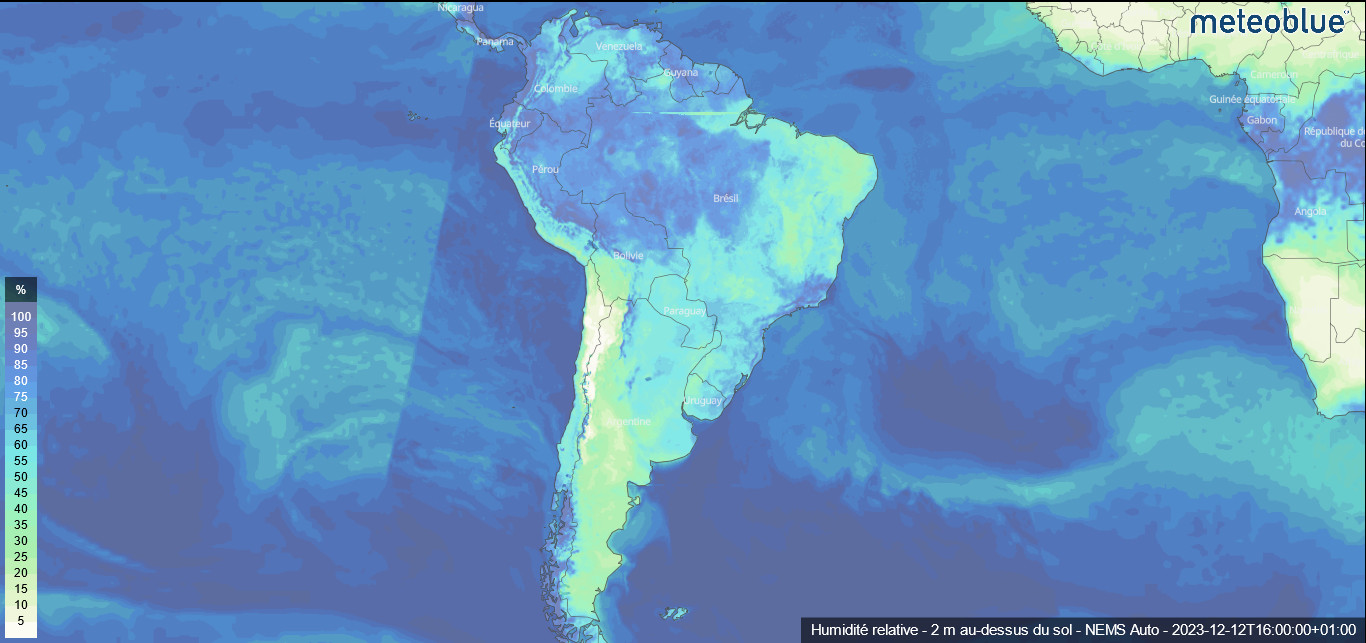 Nicaragua
meteoblue
Panama
Venezuela
Guyana
Cameroun
Colombie
Guinée équatoriale
Gabon
Équateur
République d
du Co
Pérou
Brésil
Angola
Bolivie
%
Paraguay
100
95
90
85
80
75
70
65
60
55
50
45
40
35
30
25
20
15
10
5
Uruguay
Argentine
Humidité relative - 2 m au-dessus du sol - NEMS Auto - 2023-12-12T16:00:00+01:00